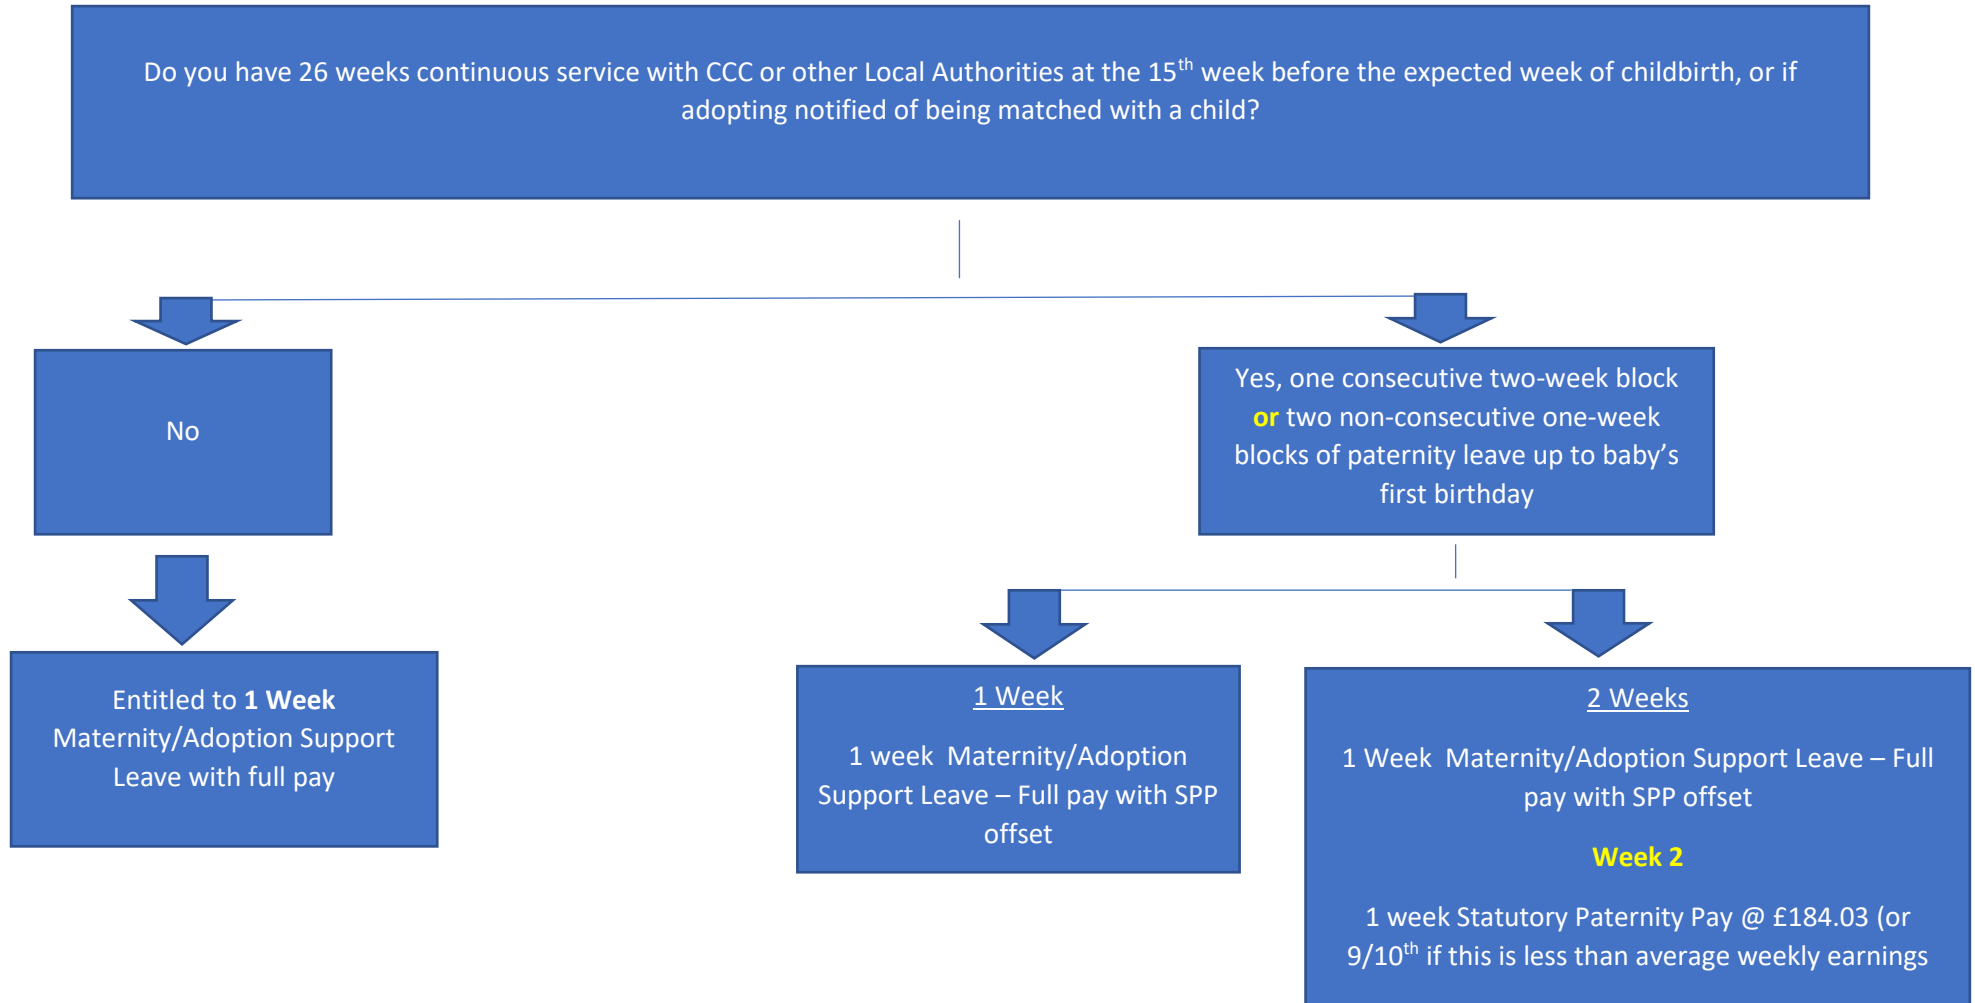 Do you have 26 weeks continuous service with CCC or other Local Authorities at the 15th week before the expected week of childbirth, or if
adopting notified of being matched with a child?
No
Yes, one consecutive two-week block
or two non-consecutive one-week
blocks of paternity leave up to baby’s
first birthday
Entitled to 1 Week
Maternity/Adoption Support
Leave with full pay
1 Week
1 week Maternity/Adoption
Support Leave – Full pay with SPP
offset
2 Weeks
1 Week Maternity/Adoption Support Leave – Full
pay with SPP offset
Week 2
1 week Statutory Paternity Pay @ £184.03 (or
9/10th if this is less than average weekly earnings